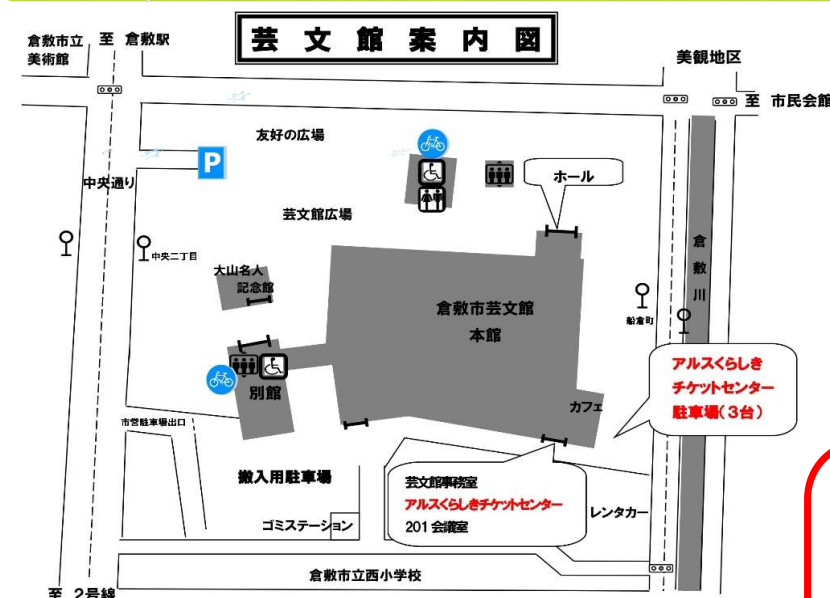 芸文館案内図
倉敷市立
美術館
至 倉敷駅
美観地区
至 市民会館
友好の広場
P
中央通り
ホール
芸文館広場
中央二丁目
大山名人
記念館
倉敷市芸文館
本館
倉敷川
船倉町
別館
カフェ
アルスくらしき
チケットセンター
駐車場(3台)
市営駐車場出口
搬入用駐車場
芸文館事務室
アルスくらしきチケットセンター
201会議室
レンタカー
ゴミステーション
倉敷市立西小学校
至 2号線